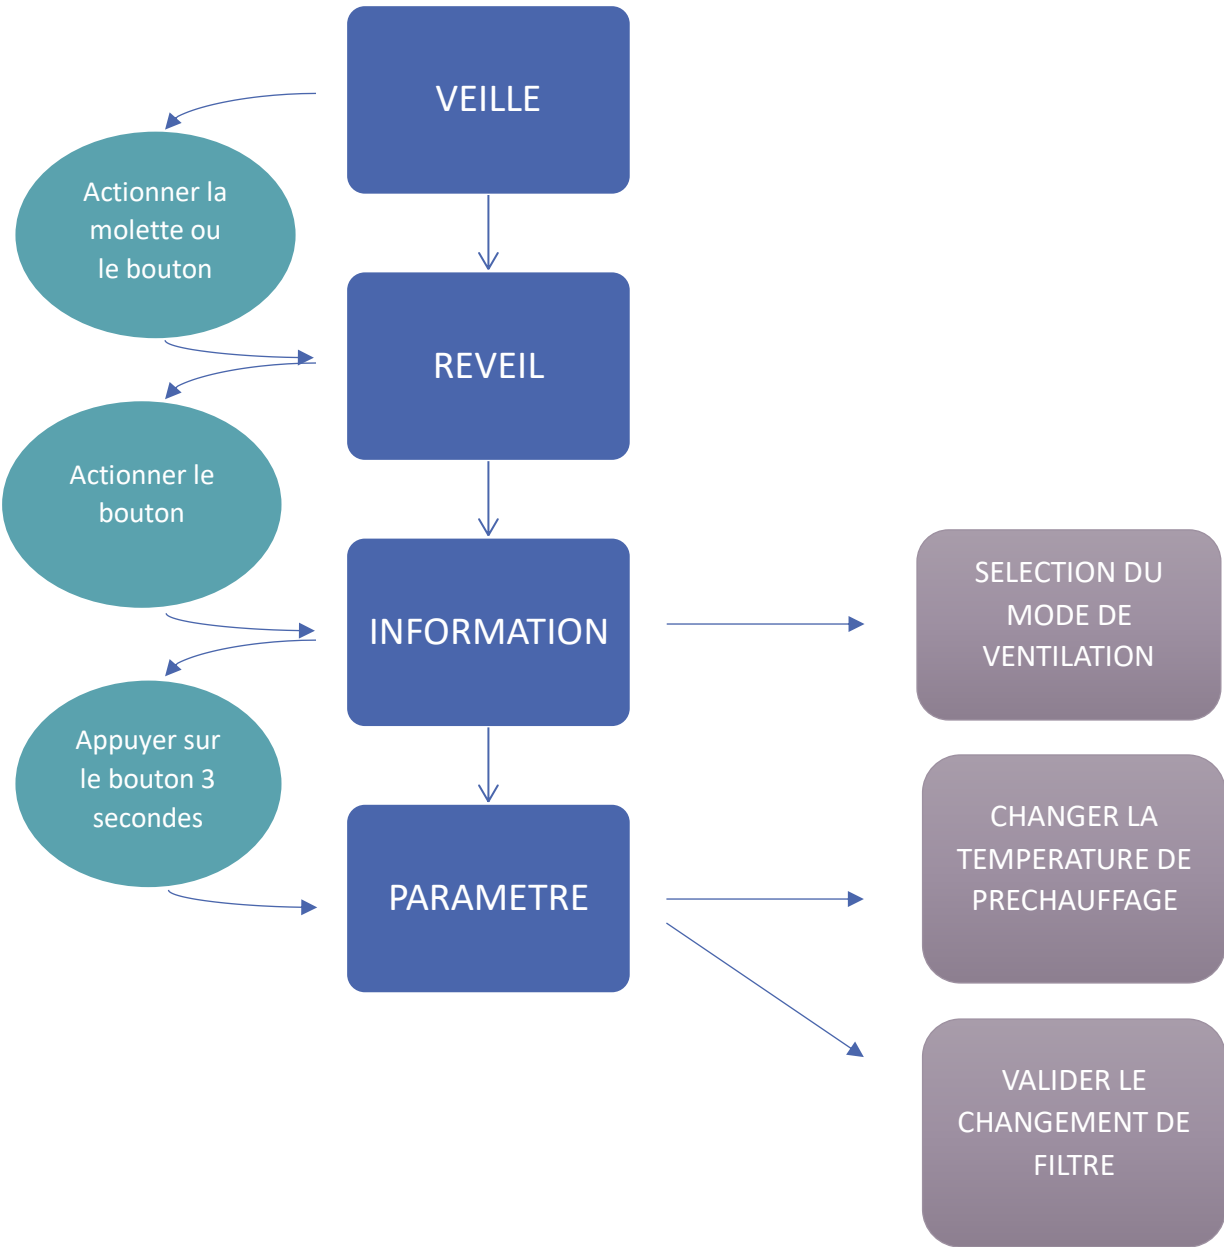 VEILLE
Actionner la
molette ou
le bouton
REVEIL
Actionner le
bouton
INFORMATION
SELECTION DU
MODE DE
VENTILATION
Appuyer sur
le bouton 3
secondes
PARAMETRE
CHANGER LA
TEMPERATURE DE
PRECHAUFFAGE
VALIDER LE
CHANGEMENT DE
FILTRE